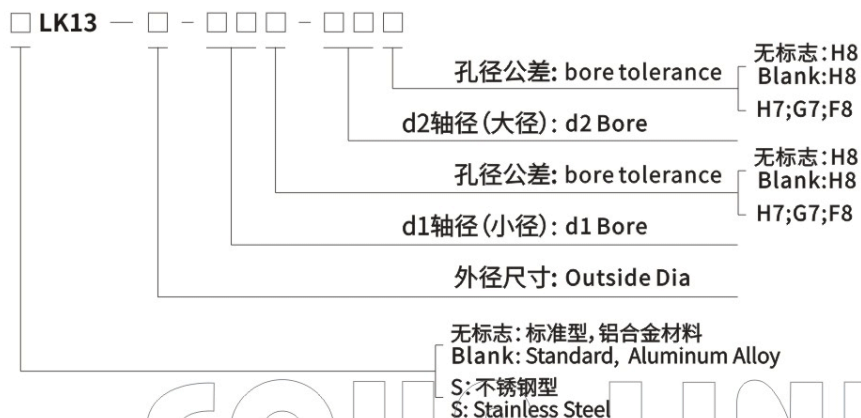 □ LK13 — □ - □□□ - □□□
孔径公差: bore tolerance
无标志:H8
Blank:H8
H7;G7;F8
d2轴径(大径): d2 Bore
孔径公差: bore tolerance
无标志:H8
Blank:H8
H7;G7;F8
d1轴径(小径): d1 Bore
外径尺寸: Outside Dia
无标志:标准型,铝合金材料
Blank: Standard, Aluminum Alloy
S:不锈钢型
S: Stainless Steel